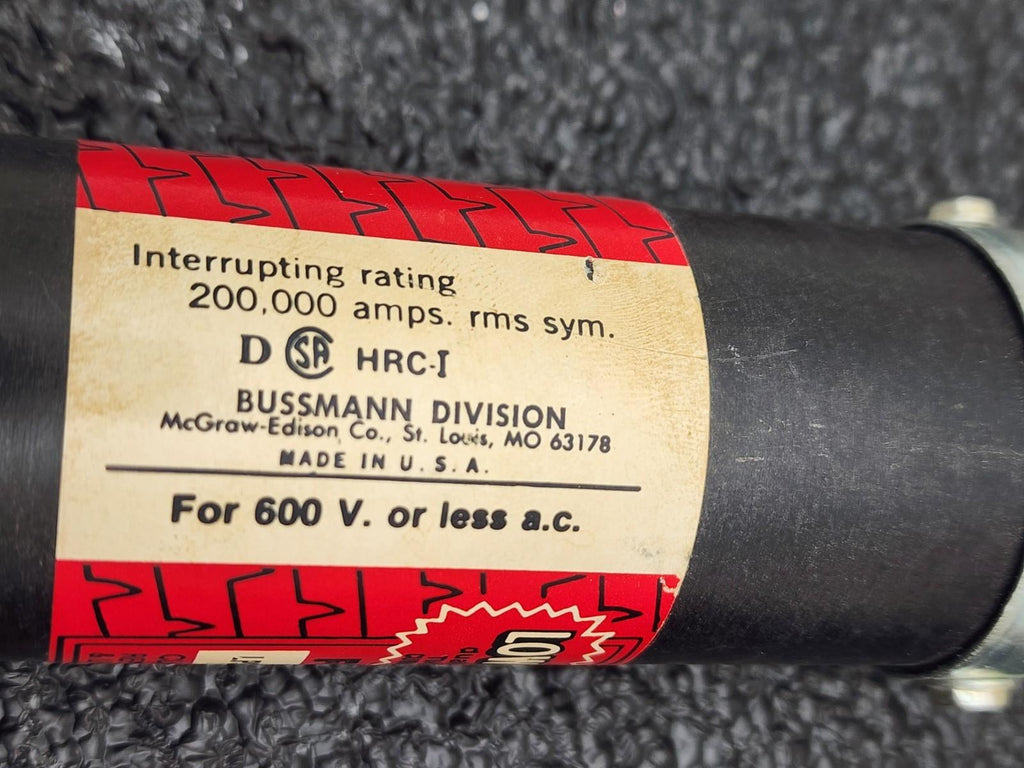 Interrupting rating
200,000 amps. rms sym.
D SA HRC-I
BUSSMANN DIVISION
McGraw-Edison Co., St. Louis, MO 63178
MADE IN U.S.A.
For 600 V. or less a.c.